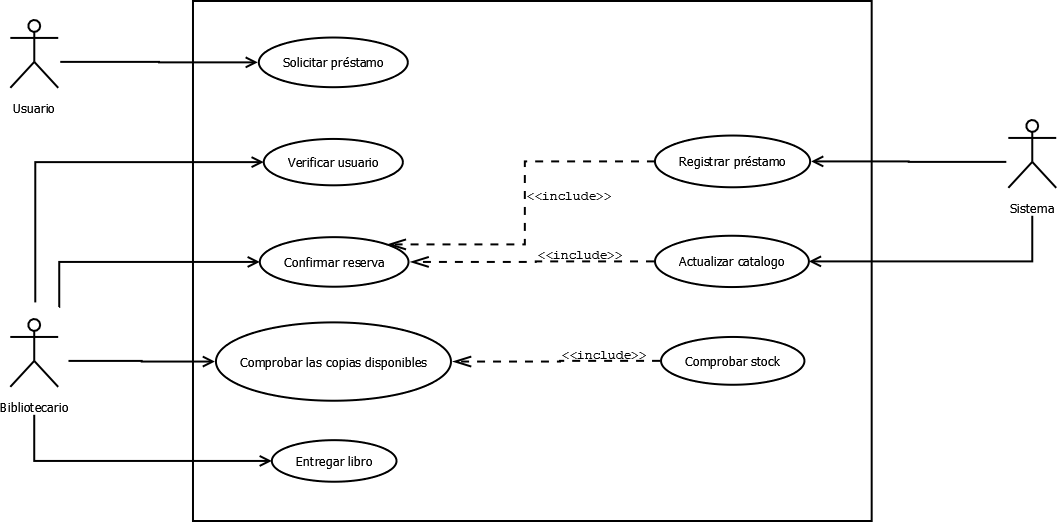 Usuario
Solicitar préstamo
Verificar usuario
Registrar préstamo
<<include>>
Sistema
Confirmar reserva
<<include>>
Actualizar catalogo
Bibliotecario
Comprobar las copias disponibles
<<include>>
Comprobar stock
Entregar libro